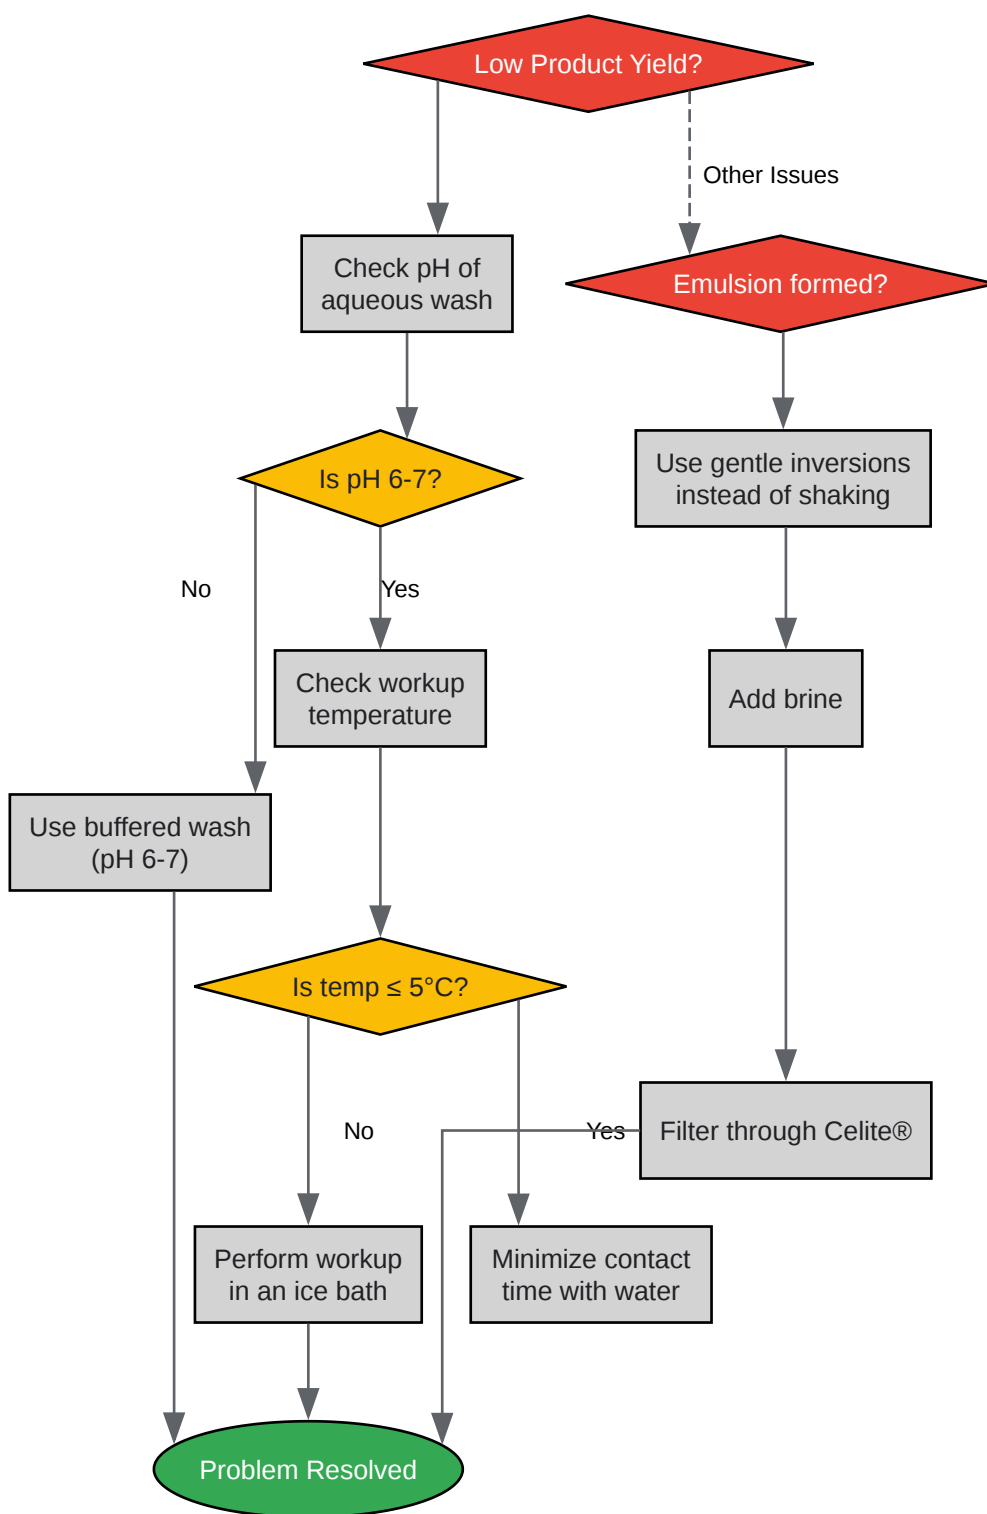 Low Product Yield?
Other Issues
Check pH of
aqueous wash
Emulsion formed?
Is pH 6-7?
Use gentle inversions
instead of shaking
No
Yes
Check workup
temperature
Add brine
Use buffered wash
(pH 6-7)
Is temp ≤ 5°C?
No
Yes
Filter through Celite®
Perform workup
in an ice bath
Minimize contact
time with water
Problem Resolved